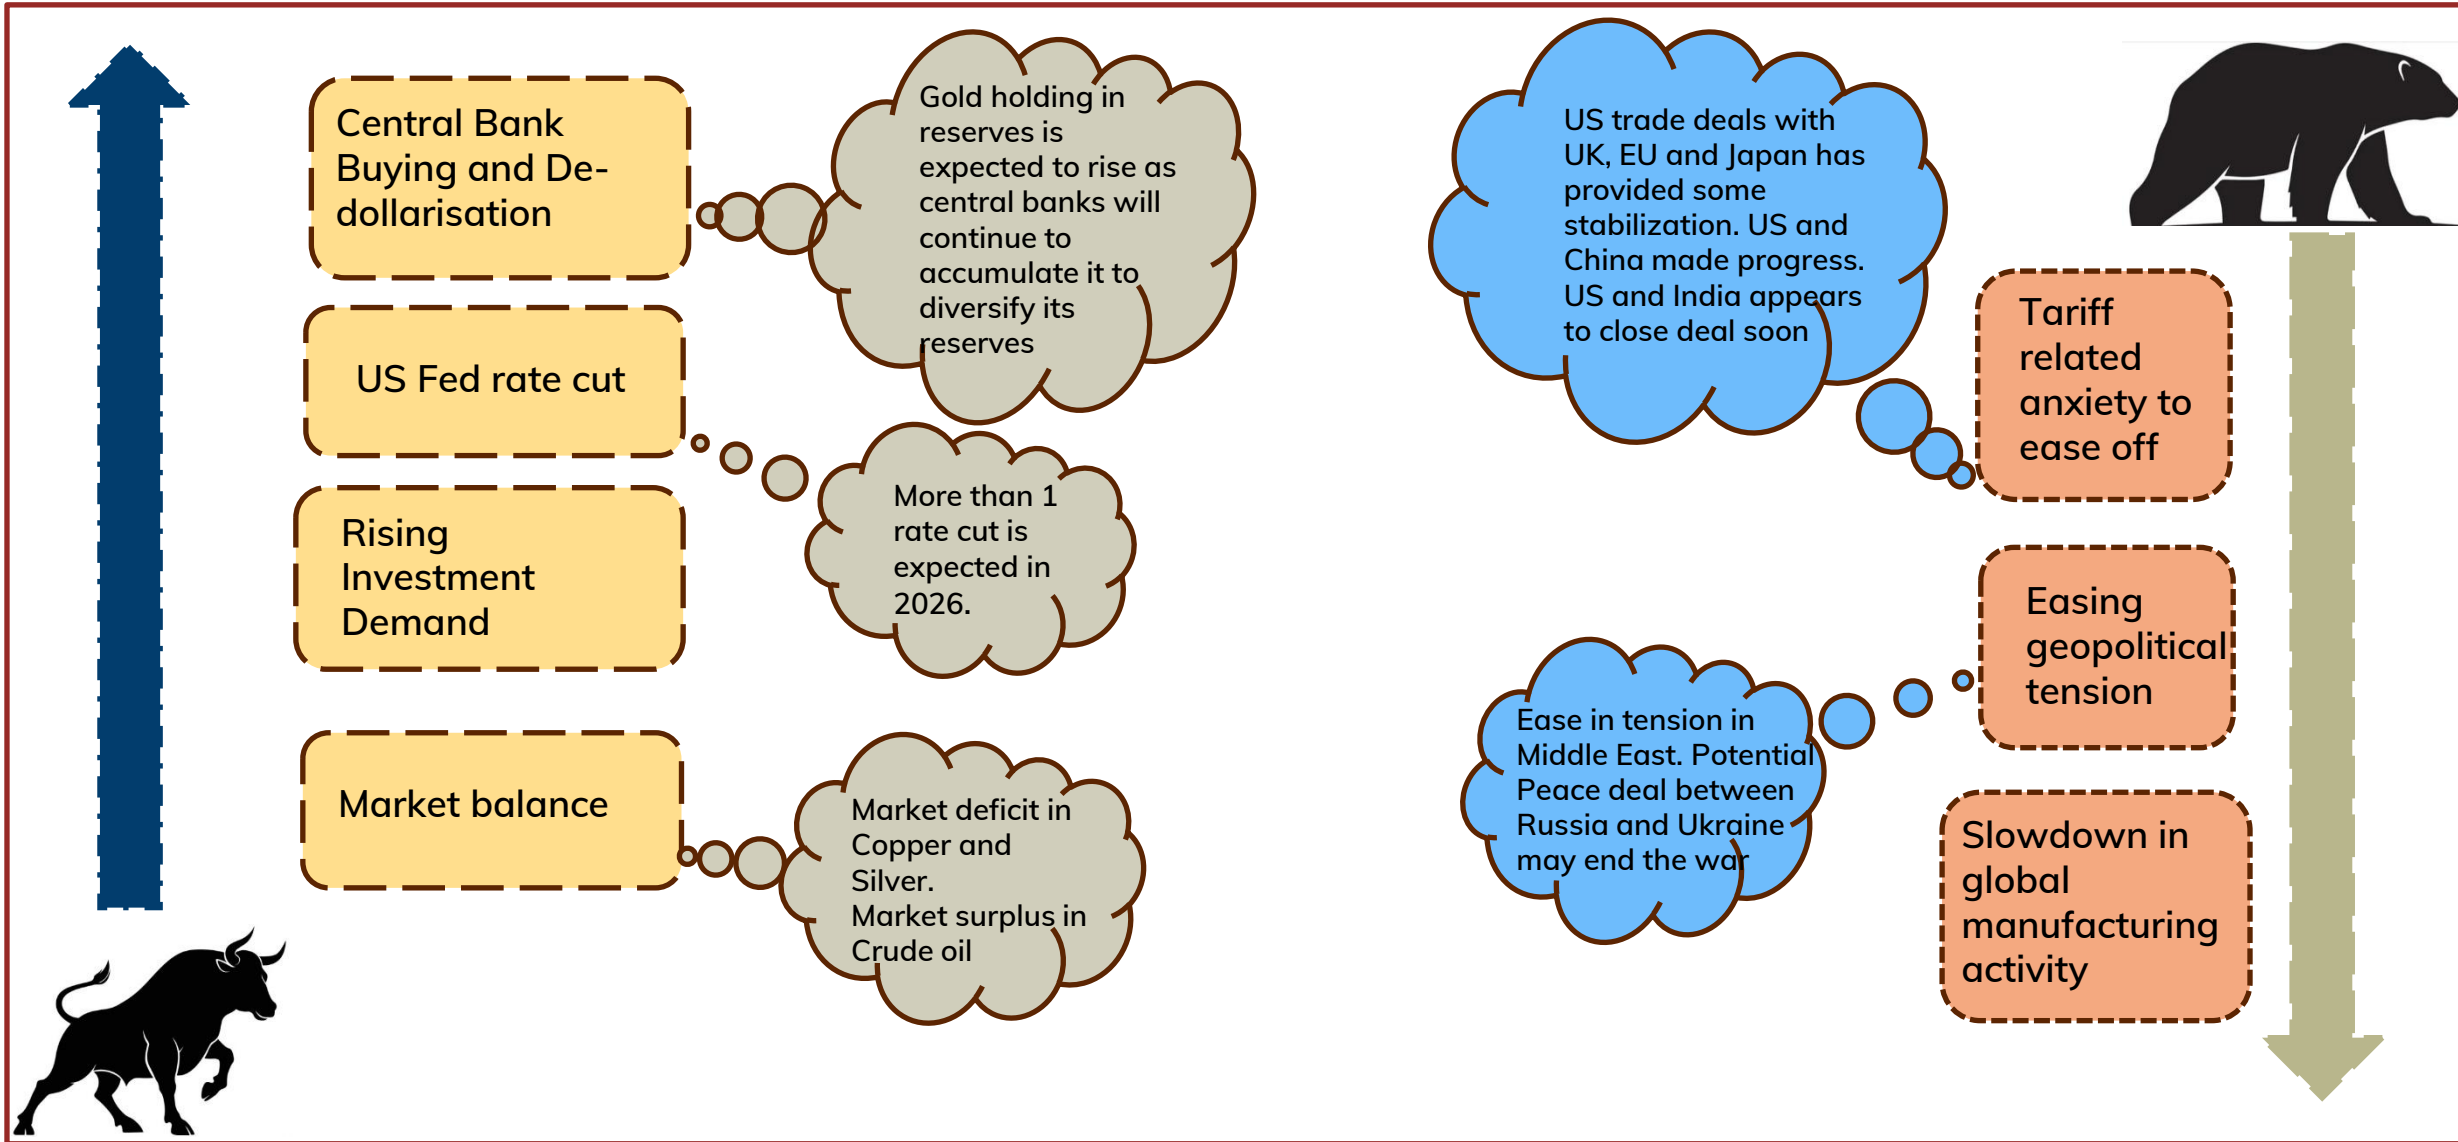 Central Bank
Buying and De-
dollarisation
Gold holding in
reserves is
expected to rise as
central banks will
continue to
accumulate it to
diversify its
reserves
US Fed rate cut
More than 1
rate cut is
expected in
2026.
Rising
Investment
Demand
Market balance
Market deficit in
Copper and
Silver.
Market surplus in
Crude oil
US trade deals with
UK, EU and Japan has
provided some
stabilization. US and
China made progress.
US and India appears
to close deal soon
Tariff
related
anxiety to
ease off
Easing
geopolitical
tension
Ease in tension in
Middle East. Potential
Peace deal between
Russia and Ukraine
may end the war
Slowdown in
global
manufacturing
activity